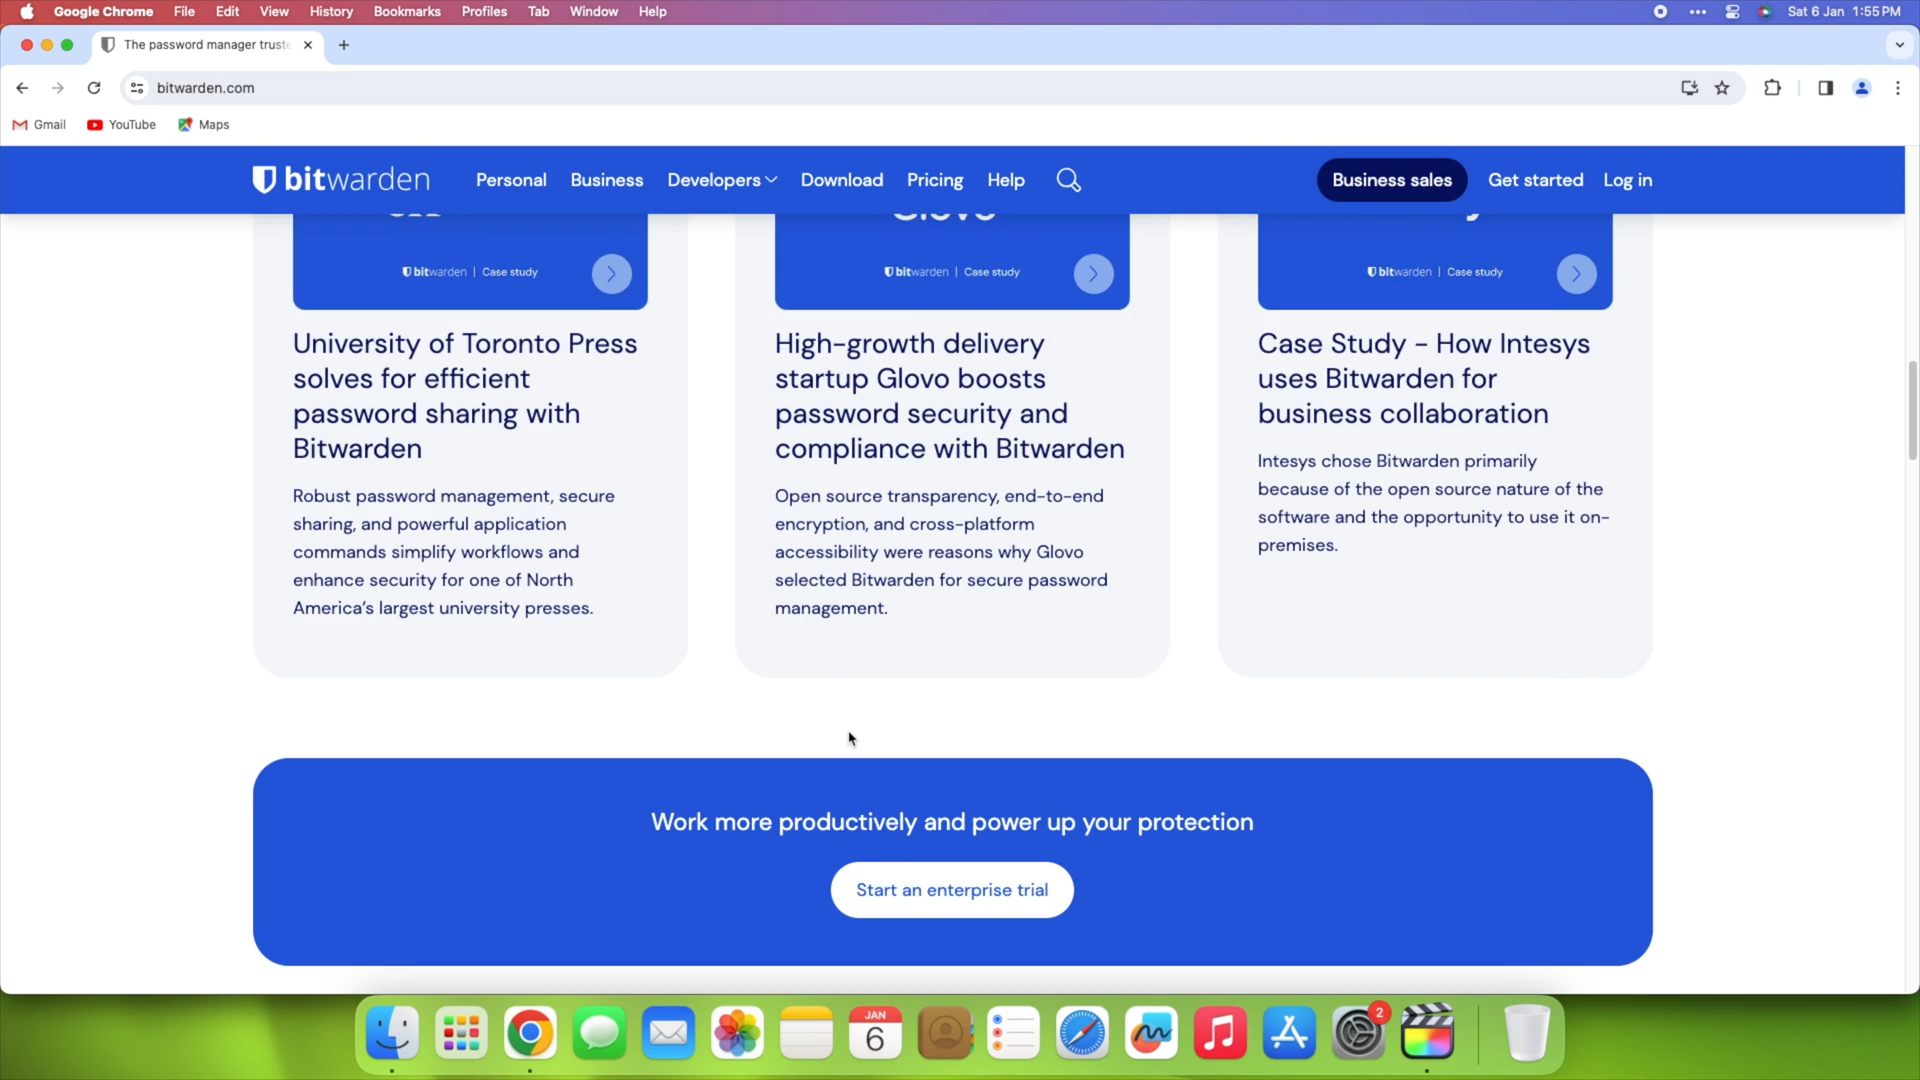 Google Chrome File Edit View History Bookmarks Profiles Tab Window Help Sat 6 Jan 1:55 PM
The password manager truste
bitwarden.com
Gmail YouTube Maps
bitwarden Personal Business Developers Download Pricing Help Business sales Get started Log in
bitwarden | Case study
bitwarden | Case study
bitwarden | Case study
University of Toronto Press
solves for efficient
password sharing with
Bitwarden
Robust password management, secure
sharing, and powerful application
commands simplify workflows and
enhance security for one of North
America's largest university presses.
High-growth delivery
startup Glovo boosts
password security and
compliance with Bitwarden
Open source transparency, end-to-end
encryption, and cross-platform
accessibility were reasons why Glovo
selected Bitwarden for secure password
management.
Case Study - How Intesys
uses Bitwarden for
business collaboration
Intesys chose Bitwarden primarily
because of the open source nature of the
software and the opportunity to use it on-
premises.
Work more productively and power up your protection
Start an enterprise trial
JAN
6
2